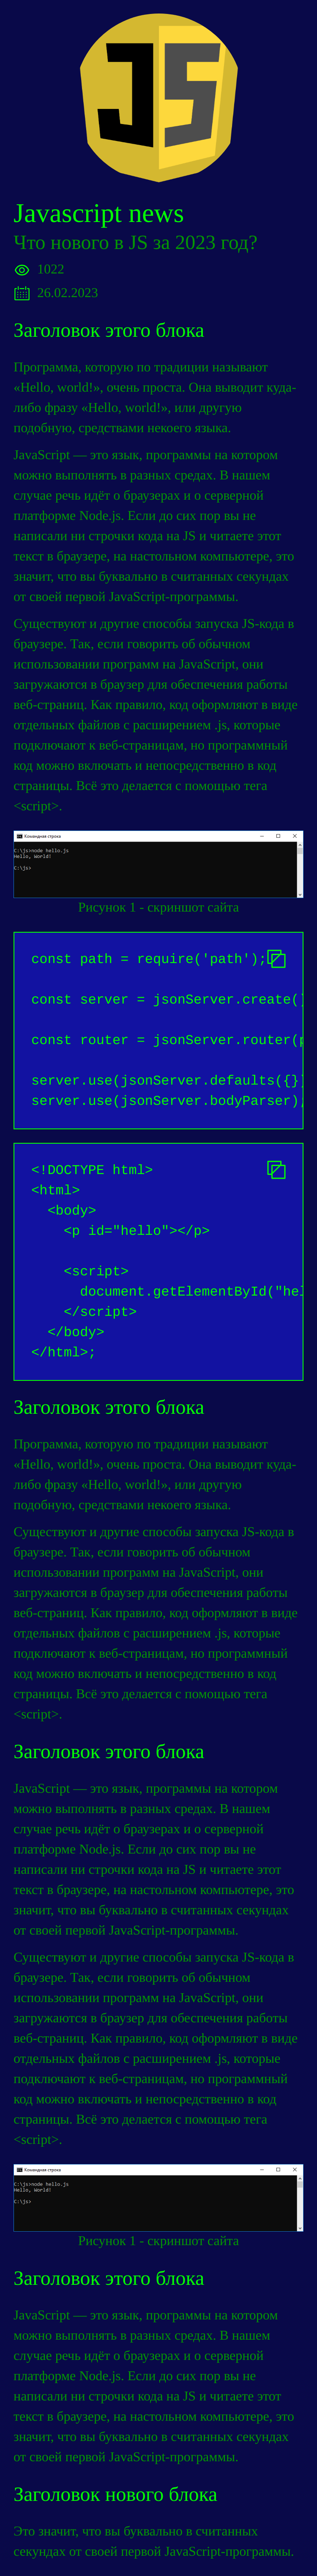 JS
Javascript news
Что нового в JS за 2023 год?
1022
26.02.2023
Заголовок этого блока
Программа, которую по традиции называют
«Hello, world!», очень проста. Она выводит куда-
либо фразу «Hello, world!», или другую
подобную, средствами некоего языка.
JavaScript — это язык, программы на котором
можно выполнять в разных средах. В нашем
случае речь идёт о браузерах и о серверной
платформе Node.js. Если до сих пор вы не
написали ни строчки кода на JS и читаете этот
текст в браузере, на настольном компьютере, это
значит, что вы буквально в считанных секундах
от своей первой JavaScript-программы.
Существуют и другие способы запуска JS-кода в
браузере. Так, если говорить об обычном
использовании программ на JavaScript, они
загружаются в браузер для обеспечения работы
веб-страниц. Как правило, код оформляют в виде
отдельных файлов с расширением .js, которые
подключают к веб-страницам, но программный
код можно включать и непосредственно в код
страницы. Всё это делается с помощью тега
<script>.
Командная строка
C:\js>node hello.js
Hello, World!
C:\js>
Рисунок 1 - скриншот сайта
const path = require('path');
const server = jsonServer.create()
const router = jsonServer.router(p
server.use(jsonServer.defaults({})
server.use(jsonServer.bodyParser);
<!DOCTYPE html>
<html>
<body>
<p id="hello"></p>
<script>
document.getElementById("hel
</script>
</body>
</html>;
Заголовок этого блока
Программа, которую по традиции называют
«Hello, world!», очень проста. Она выводит куда-
либо фразу «Hello, world!», или другую
подобную, средствами некоего языка.
Существуют и другие способы запуска JS-кода в
браузере. Так, если говорить об обычном
использовании программ на JavaScript, они
загружаются в браузер для обеспечения работы
веб-страниц. Как правило, код оформляют в виде
отдельных файлов с расширением .js, которые
подключают к веб-страницам, но программный
код можно включать и непосредственно в код
страницы. Всё это делается с помощью тега
<script>.
Заголовок этого блока
JavaScript — это язык, программы на котором
можно выполнять в разных средах. В нашем
случае речь идёт о браузерах и о серверной
платформе Node.js. Если до сих пор вы не
написали ни строчки кода на JS и читаете этот
текст в браузере, на настольном компьютере, это
значит, что вы буквально в считанных секундах
от своей первой JavaScript-программы.
Существуют и другие способы запуска JS-кода в
браузере. Так, если говорить об обычном
использовании программ на JavaScript, они
загружаются в браузер для обеспечения работы
веб-страниц. Как правило, код оформляют в виде
отдельных файлов с расширением .js, которые
подключают к веб-страницам, но программный
код можно включать и непосредственно в код
страницы. Всё это делается с помощью тега
<script>.
Командная строка
C:\js>node hello.js
Hello, World!
C:\js>
Рисунок 1 - скриншот сайта
Заголовок этого блока
JavaScript — это язык, программы на котором
можно выполнять в разных средах. В нашем
случае речь идёт о браузерах и о серверной
платформе Node.js. Если до сих пор вы не
написали ни строчки кода на JS и читаете этот
текст в браузере, на настольном компьютере, это
значит, что вы буквально в считанных секундах
от своей первой JavaScript-программы.
Заголовок нового блока
Это значит, что вы буквально в считанных
секундах от своей первой JavaScript-программы.